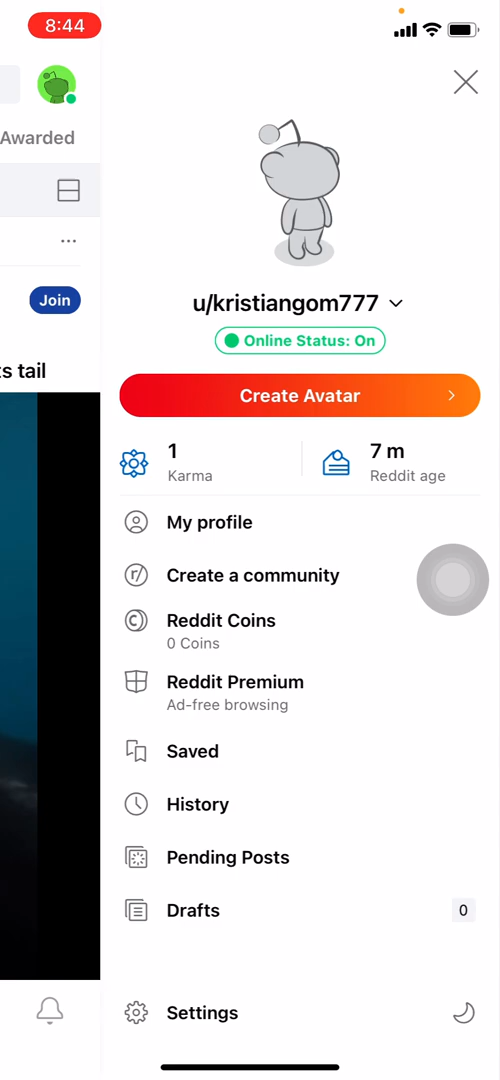 8:44
Awarded
Join
s tail
u/kristiangom777
Online Status: On
Create Avatar
1
Karma
7 m
Reddit age
My profile
r/
Create a community
Reddit Coins
0 Coins
Reddit Premium
Ad-free browsing
Saved
History
Pending Posts
Drafts
0
Settings